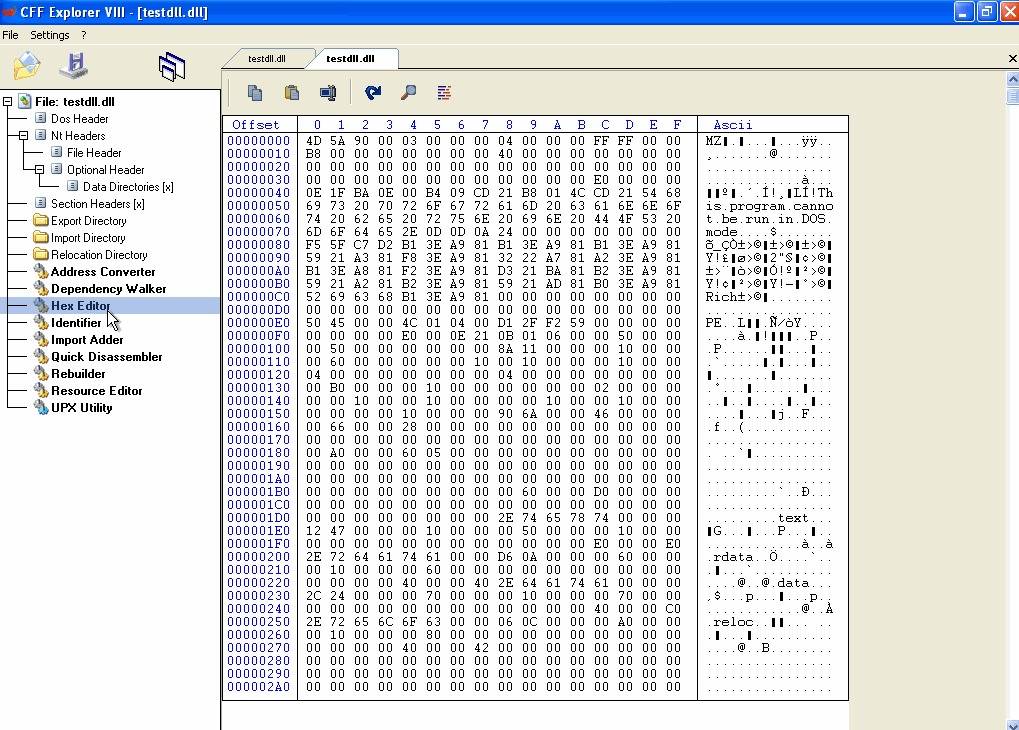 CFF Explorer VIII - [testdll.dll]
File Settings ?
testdll.dll
testdll.dll
File: testdll.dll
Dos Header
Nt Headers
File Header
Optional Header
Data Directories [x]
Section Headers [x]
Export Directory
Import Directory
Relocation Directory
Address Converter
Dependency Walker
Hex Editor
Identifier
Import Adder
Quick Disassembler
Rebuilder
Resource Editor
UPX Utility
Offset 0 1 2 3 4 5 6 7 8 9 A B C D E F Ascii
00000000 4D 5A 90 00 03 00 00 00 04 00 00 00 FF FF 00 00
00000010 B8 00 00 00 00 00 00 00 40 00 00 00 00 00 00 00
00000020 00 00 00 00 00 00 00 00 00 00 00 00 00 00 00 00
00000030 00 00 00 00 00 00 00 00 00 00 00 00 E0 00 00 00
00000040 0E 1F BA 0E 00 B4 09 CD 21 B8 01 4C CD 21 54 68
00000050 69 73 20 70 72 6F 67 72 61 6D 20 63 61 6E 6E 6F is.program.canno
00000060 74 20 62 65 20 72 75 6E 20 69 6E 20 44 4F 53 20 t.be.run.in.DOS.
00000070 6D 6F 64 65 2E 0D 0D 0A 24 00 00 00 00 00 00 00 mode....$.......
00000080 F5 5F C7 D2 B1 3E A9 81 B1 3E A9 81 B1 3E A9 81
00000090 59 21 A3 81 F8 3E A9 81 32 22 A7 81 A2 3E A9 81
000000A0 B1 3E A8 81 F2 3E A9 81 D3 21 BA 81 B2 3E A9 81
000000B0 59 21 A2 81 B2 3E A9 81 59 21 AD 81 B0 3E A9 81
000000C0 52 69 63 68 B1 3E A9 81 00 00 00 00 00 00 00 00
000000D0 00 00 00 00 00 00 00 00 00 00 00 00 00 00 00 00
000000E0 50 45 00 00 4C 01 04 00 D1 2F F2 59 00 00 00 00
000000F0 00 00 00 00 E0 00 0E 21 0B 01 06 00 00 50 00 00
00000100 00 50 00 00 00 00 00 00 8A 11 00 00 00 10 00 00
00000110 00 60 00 00 00 00 00 10 00 10 00 00 00 10 00 00
00000120 04 00 00 00 00 00 00 00 04 00 00 00 00 00 00 00
00000130 00 B0 00 00 00 10 00 00 00 00 00 00 02 00 00 00
00000140 00 00 10 00 00 10 00 00 00 00 10 00 00 10 00 00
00000150 00 00 00 00 10 00 00 00 90 6A 00 00 46 00 00 00
00000160 00 66 00 00 28 00 00 00 00 00 00 00 00 00 00 00
00000170 00 00 00 00 00 00 00 00 00 00 00 00 00 00 00 00
00000180 00 A0 00 00 60 05 00 00 00 00 00 00 00 00 00 00
00000190 00 00 00 00 00 00 00 00 00 00 00 00 00 00 00 00
000001A0 00 00 00 00 00 00 00 00 00 00 00 00 00 00 00 00
000001B0 00 00 00 00 00 00 00 00 00 60 00 00 D0 00 00 00
000001C0 00 00 00 00 00 00 00 00 00 00 00 00 00 00 00 00
000001D0 00 00 00 00 00 00 00 00 2E 74 65 78 74 00 00 00
000001E0 12 47 00 00 00 10 00 00 00 50 00 00 00 10 00 00
000001F0 00 00 00 00 00 00 00 00 00 00 00 00 E0 00 00 E0
00000200 2E 72 64 61 74 61 00 00 D6 0A 00 00 00 60 00 00
00000210 00 10 00 00 00 60 00 00 00 00 00 00 00 00 00 00
00000220 00 00 00 00 40 00 00 40 2E 64 61 74 61 00 00 00
00000230 2C 24 00 00 00 70 00 00 00 10 00 00 00 70 00 00
00000240 00 00 00 00 00 00 00 00 00 00 00 00 40 00 00 C0
00000250 2E 72 65 6C 6F 63 00 00 06 0C 00 00 00 A0 00 00
00000260 00 10 00 00 00 80 00 00 00 00 00 00 00 00 00 00
00000270 00 00 00 00 40 00 00 42 00 00 00 00 00 00 00 00
00000280 00 00 00 00 00 00 00 00 00 00 00 00 00 00 00 00
00000290 00 00 00 00 00 00 00 00 00 00 00 00 00 00 00 00
000002A0 00 00 00 00 00 00 00 00 00 00 00 00 00 00 00 00